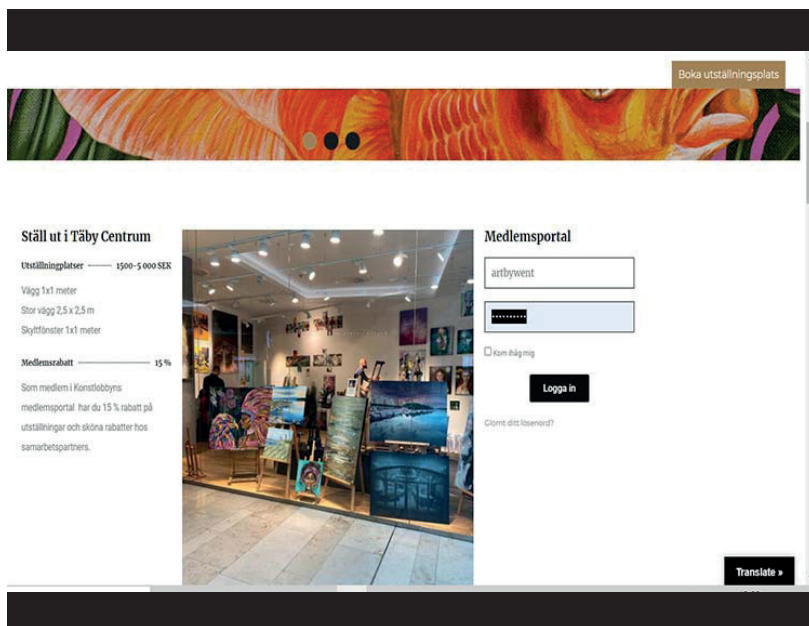 Boka utställningsplats
Ställ ut i Täby Centrum
Utställningplatser 1500-5 000 SEK
Vägg 1x1 meter
Stor vägg 2,5 x 2,5 m
Skyltfönster 1x1 meter
Medlemsrabatt 15 %
Som medlem i Konstlobbyns
medlemsportal har du 15 % rabatt på
utställningar och sköna rabatter hos
samarbetspartners.
Medlemsportal
artbywent
Kom ihåg mig
Logga in
Glömt ditt lösenord?
Translate »